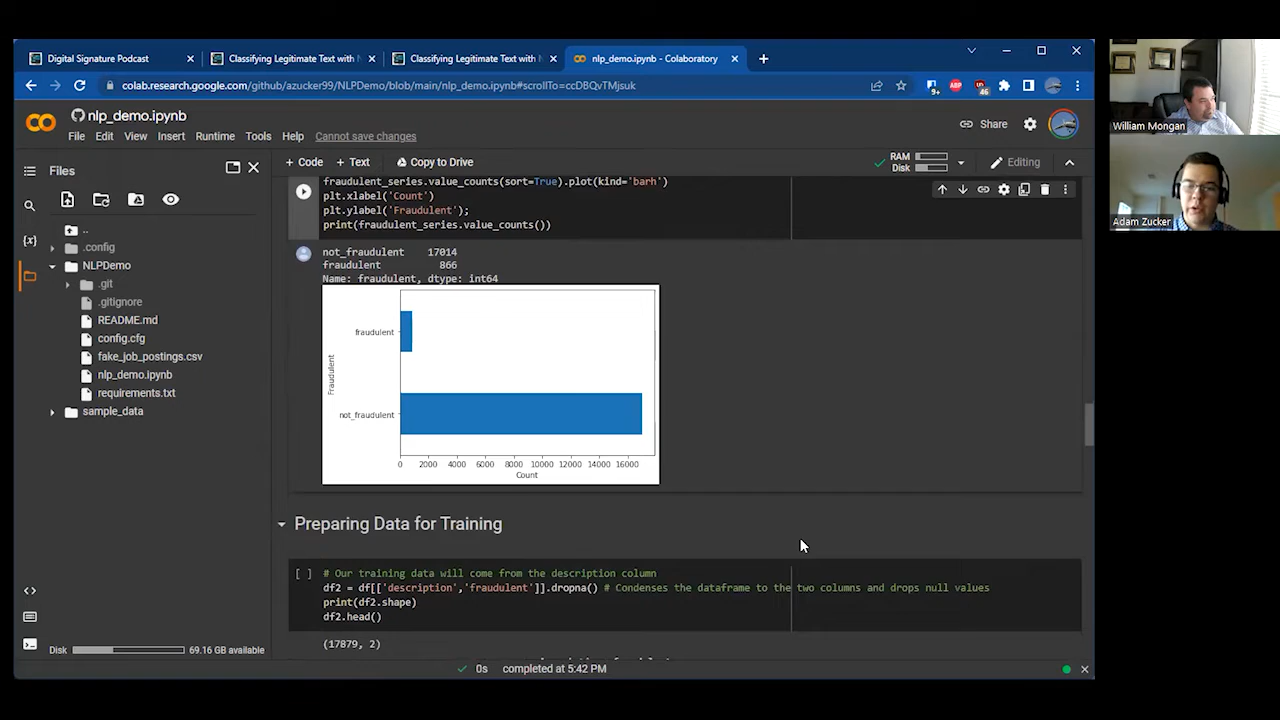 Digital Signature Podcast
Classifying Legitimate Text with N
Classifying Legitimate Text with N
nlp_demo.ipynb - Colaboratory
colab.research.google.com/github/azucker99/NLPDemo/blob/main/nlp_demo.ipynb#scrollTo=ccDBQvTMjsuk
9+
ABP
46
nlp_demo.ipynb
File Edit View Insert Runtime Tools Help Cannot save changes
Share
Files
+ Code + Text Copy to Drive
RAM
Disk
Editing
{x}
..
.config
NLPDemo
.git
.gitignore
README.md
config.cfg
fake_job_postings.csv
nlp_demo.ipynb
requirements.txt
sample_data
Disk 69.16 GB available
fraudulent_series.value_counts(sort=True).plot(kind='barh')
plt.xlabel('Count')
plt.ylabel('Fraudulent');
print(fraudulent_series.value_counts())
not_fraudulent 17014
fraudulent 866
Name: fraudulent, dtype: int64
fraudulent
Fraudulent
not_fraudulent
0 2000 4000 6000 8000 10000 12000 14000 16000
Count
Preparing Data for Training
[ ] # Our training data will come from the description column
df2 = df[['description','fraudulent']].dropna() # Condenses the dataframe to the two columns and drops null values
print(df2.shape)
df2.head()
(17879, 2)
0s completed at 5:42 PM
William Mongan
Adam Zucker